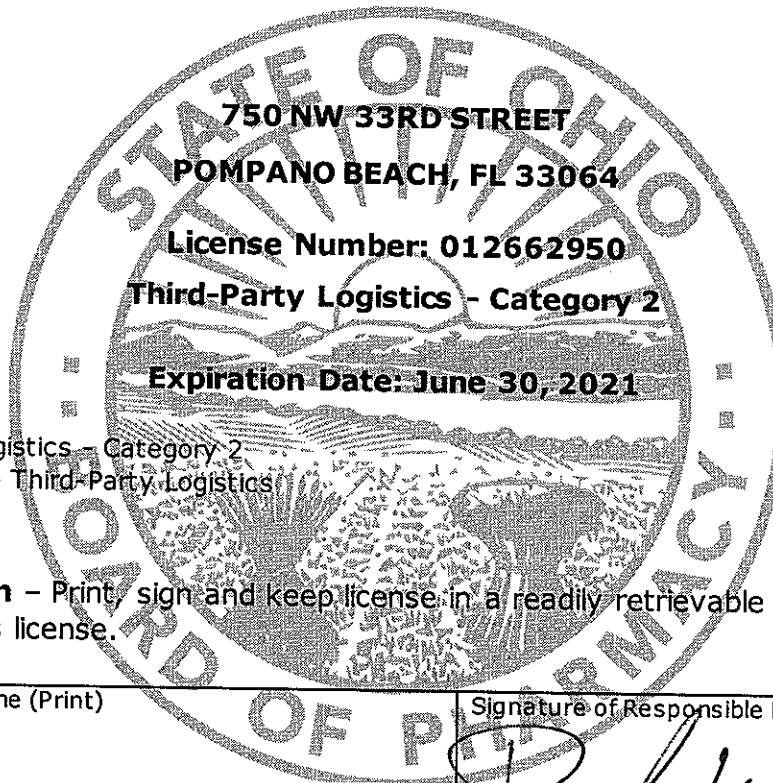 STATE OF OHIO
750 NW 33RD STREET
POMPANO BEACH, FL 33064
License Number: 012662950
Third-Party Logistics - Category 2
Expiration Date: June 30, 2021
gistics - Category 2
Third-Party Logistics
– Print, sign and keep license in a readily retrievable
license.
(Print)
Signature of Responsible
BOARD OF PHARMACY